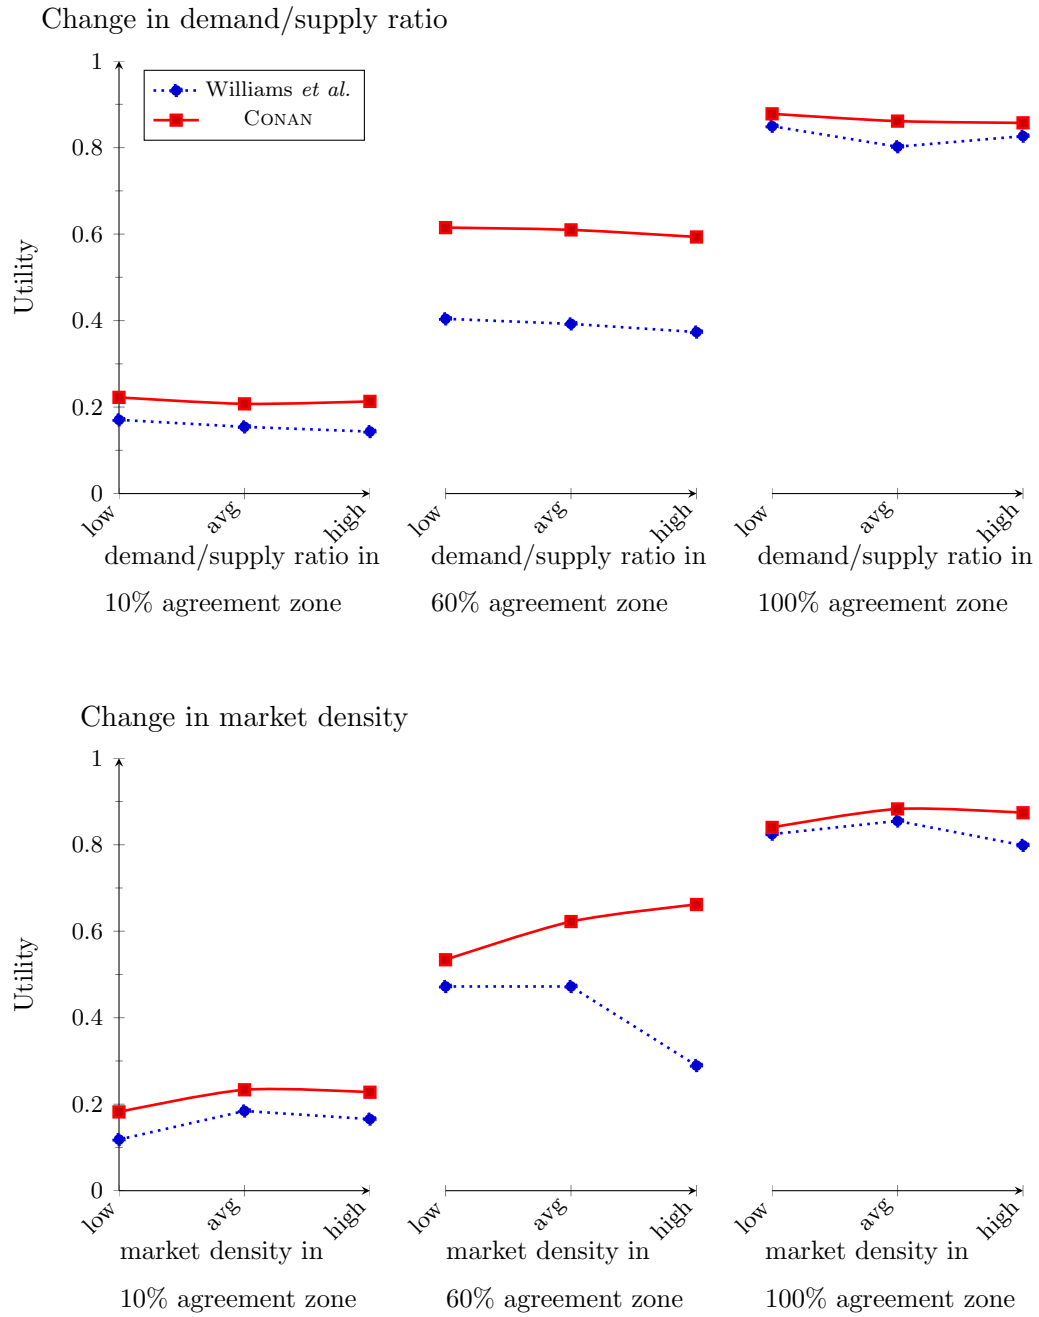 Change in demand/supply ratio
1
Williams et al.
CONAN
0.8
0.6
Utility
0.4
0.2
0
low avg high low avg high low avg high
demand/supply ratio in demand/supply ratio in demand/supply ratio in
10% agreement zone 60% agreement zone 100% agreement zone
Change in market density
1
0.8
0.6
Utility
0.4
0.2
0
low avg high low avg high low avg high
market density in market density in market density in
10% agreement zone 60% agreement zone 100% agreement zone